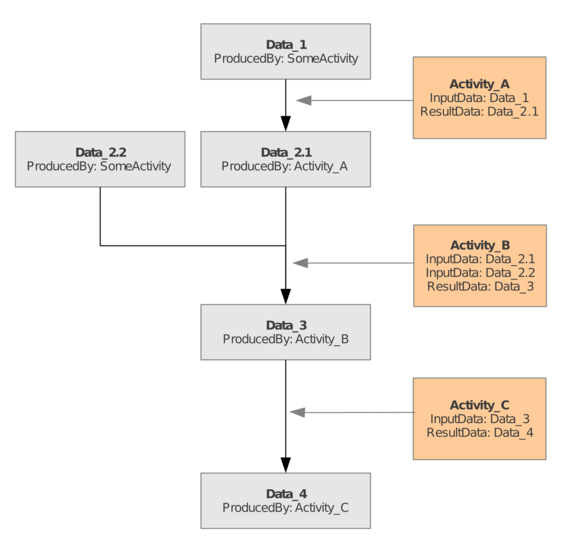 Data_1
ProducedBy: SomeActivity
Activity_A
InputData: Data_1
ResultData: Data_2.1
Data_2.2
ProducedBy: SomeActivity
Data_2.1
ProducedBy: Activity_A
Activity_B
InputData: Data_2.1
InputData: Data_2.2
ResultData: Data_3
Data_3
ProducedBy: Activity_B
Activity_C
InputData: Data_3
ResultData: Data_4
Data_4
ProducedBy: Activity_C